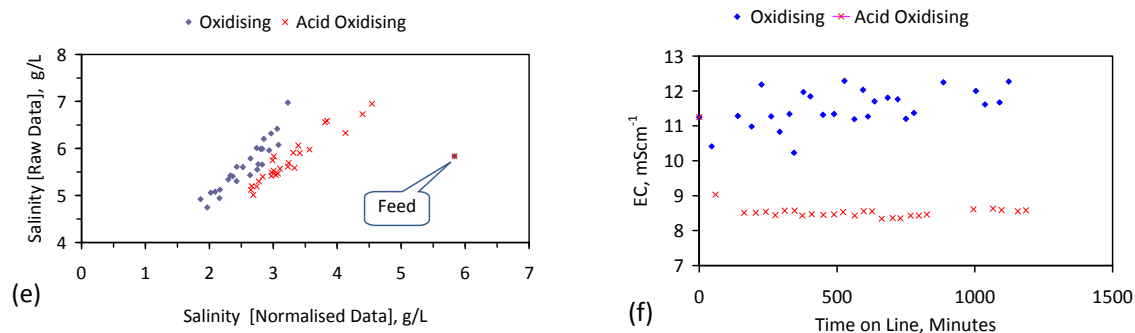 Oxidising Acid Oxidising
8
7
6
5
4
0 1 2 3 4 5 6 7
Salinity [Raw Data], g/L
Salinity [Normalised Data], g/L
Feed
(e)
Oxidising Acid Oxidising
13
12
11
10
9
8
7
0 500 1000 1500
EC, mScm-1
Time on Line, Minutes
(f)